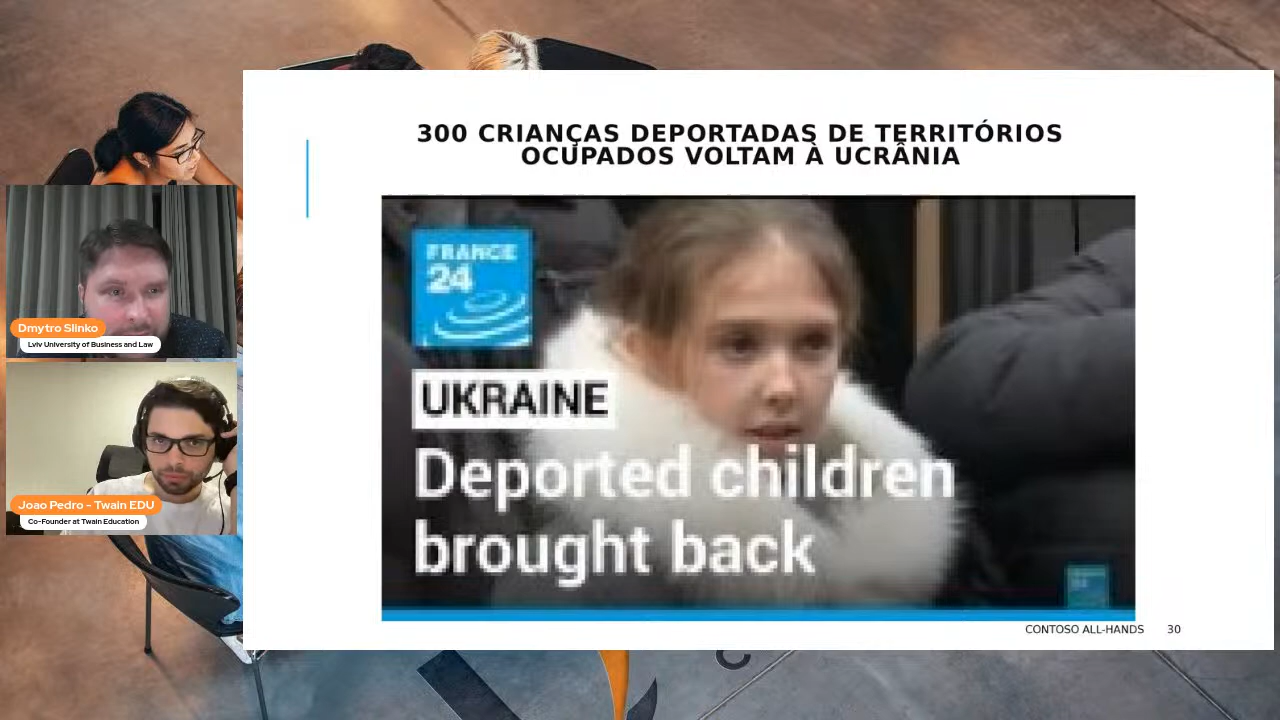 300 CRIANÇAS DEPORTADAS DE TERRITÓRIOS
OCUPADOS VOLTAM À UCRÂNIA
FRANCE
24
UKRAINE
Deported children
brought back
CONTOSO ALL-HANDS 30
Dmytro Slinko
Lviv University of Business and Law
Joao Pedro - Twain EDU
Co-Founder at Twain Education